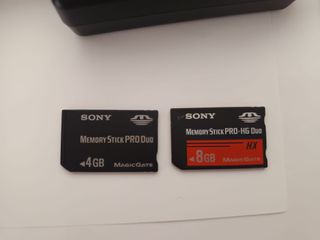 SONY
MEMORY STICK PRO DUO
4GB
MAGICGATE
SONY
MEMORY STICK PRO-HG DUO
HX
8GB
MAGICGATE